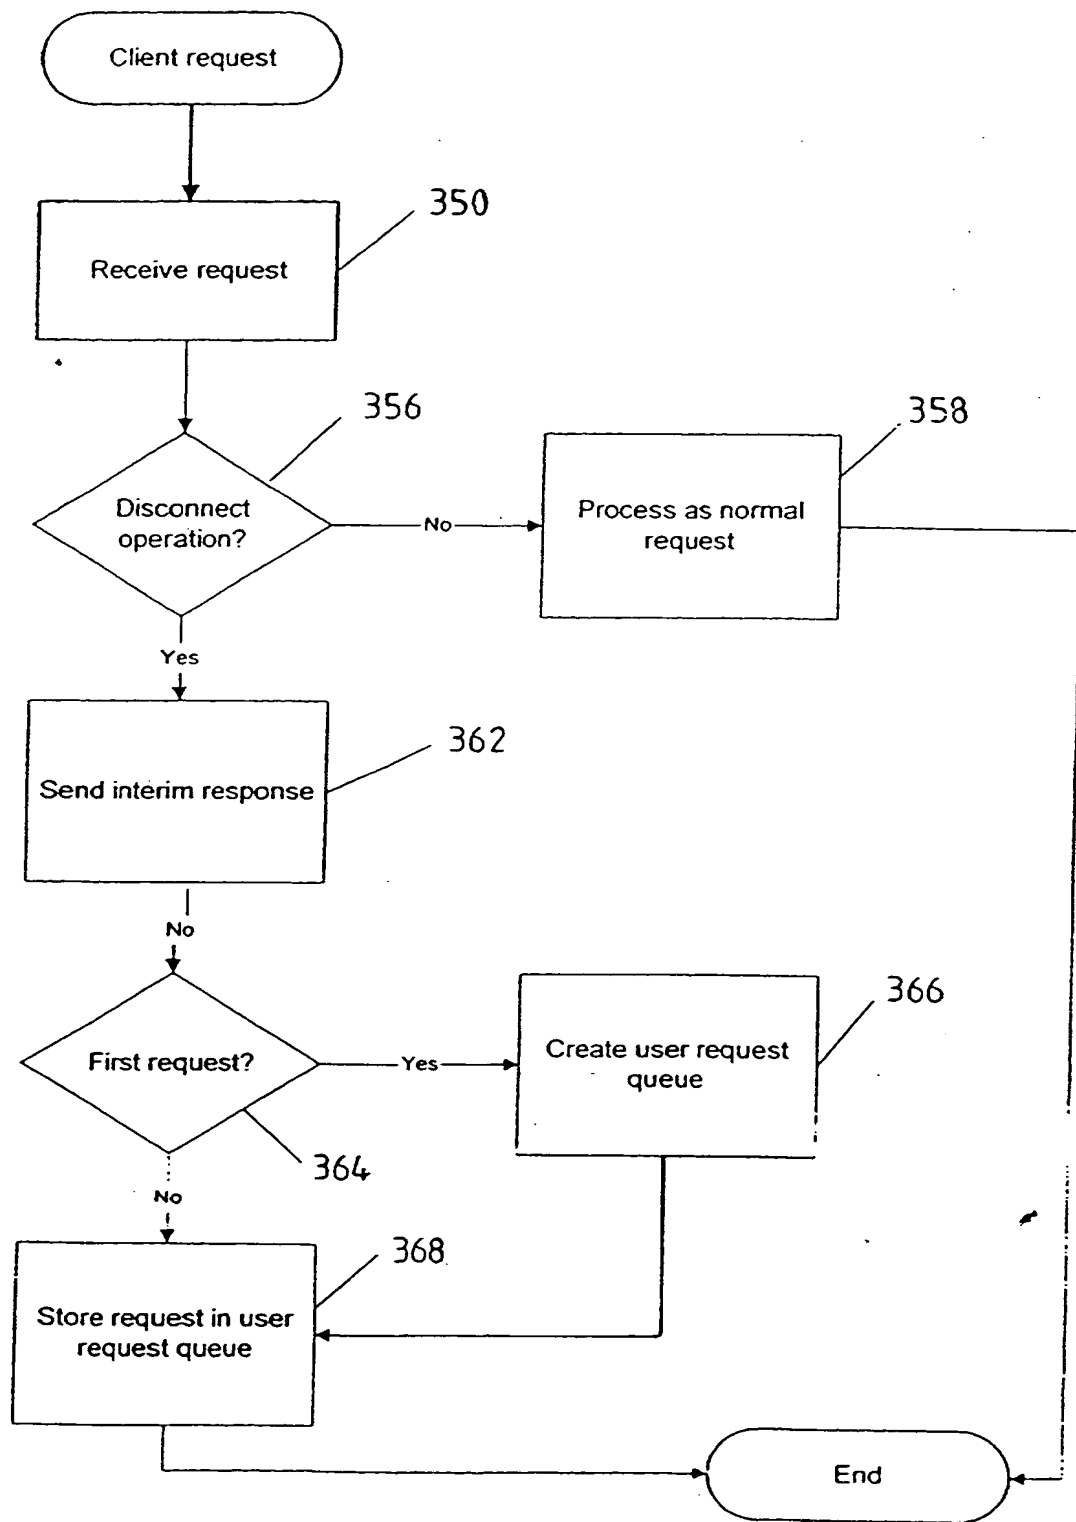 Client request
350
Receive request
356
358
Disconnect
operation?
No
Process as normal
request
Yes
362
Send interim response
No
366
First request?
Yes
Create user request
queue
364
No
368
Store request in user
request queue
End